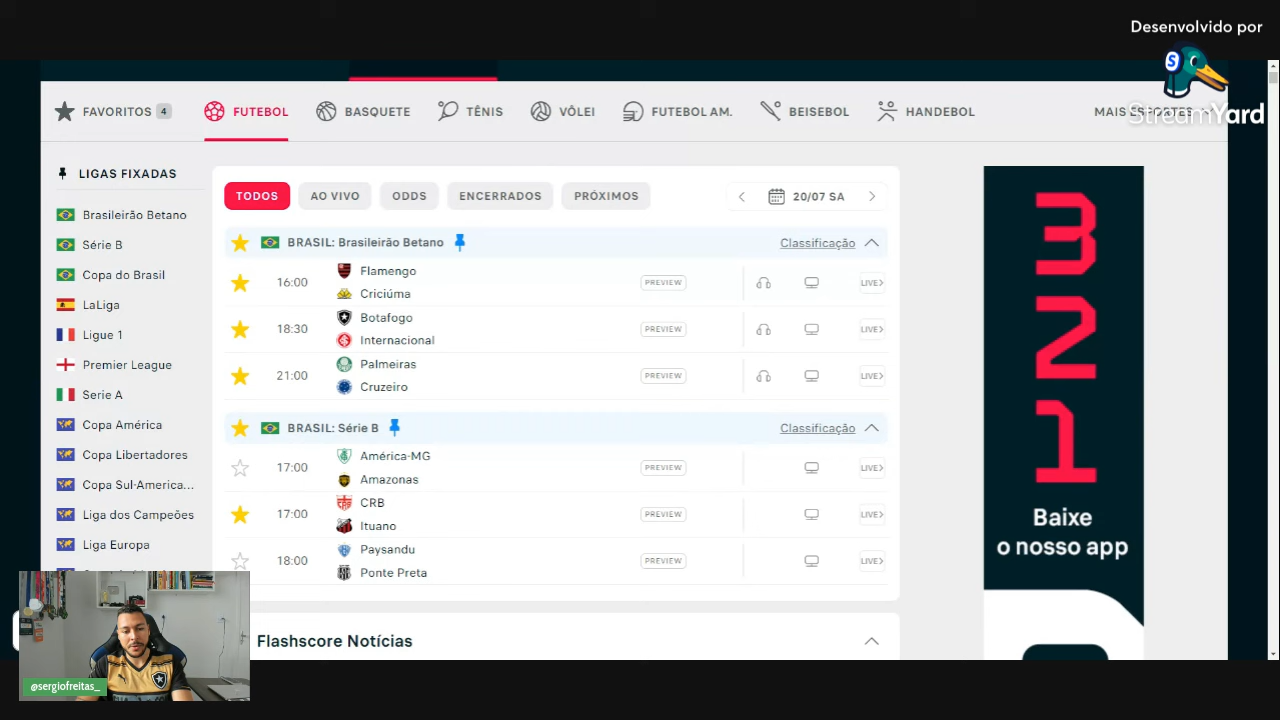 Desenvolvido por
StreamYard
FAVORITOS 4
FUTEBOL
BASQUETE
TÊNIS
VÔLEI
FUTEBOL AM.
BEISEBOL
HANDEBOL
MAIS ESPORTES
LIGAS FIXADAS
Brasileirão Betano
Série B
Copa do Brasil
LaLiga
Ligue 1
Premier League
Serie A
Copa América
Copa Libertadores
Copa Sul-America...
Liga dos Campeões
Liga Europa
TODOS
AO VIVO
ODDS
ENCERRADOS
PRÓXIMOS
20/07 SA
BRASIL: Brasileirão Betano
Classificação
16:00
Flamengo
Criciúma
PREVIEW
LIVE
18:30
Botafogo
Internacional
PREVIEW
LIVE
21:00
Palmeiras
Cruzeiro
PREVIEW
LIVE
BRASIL: Série B
Classificação
17:00
América-MG
Amazonas
PREVIEW
LIVE
17:00
CRB
Ituano
PREVIEW
LIVE
18:00
Paysandu
Ponte Preta
PREVIEW
LIVE
Flashscore Notícias
3
2
1
Baixe
o nosso app
@sergiofreitas_